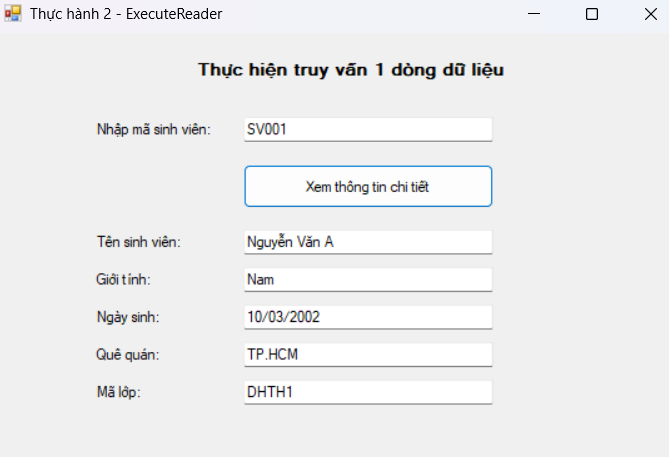 Thực hành 2 - ExecuteReader
Thực hiện truy vấn 1 dòng dữ liệu
Nhập mã sinh viên: SV001
Xem thông tin chi tiết
Tên sinh viên: Nguyễn Văn A
Giới tính: Nam
Ngày sinh: 10/03/2002
Quê quán: TP.HCM
Mã lớp: DHTH1